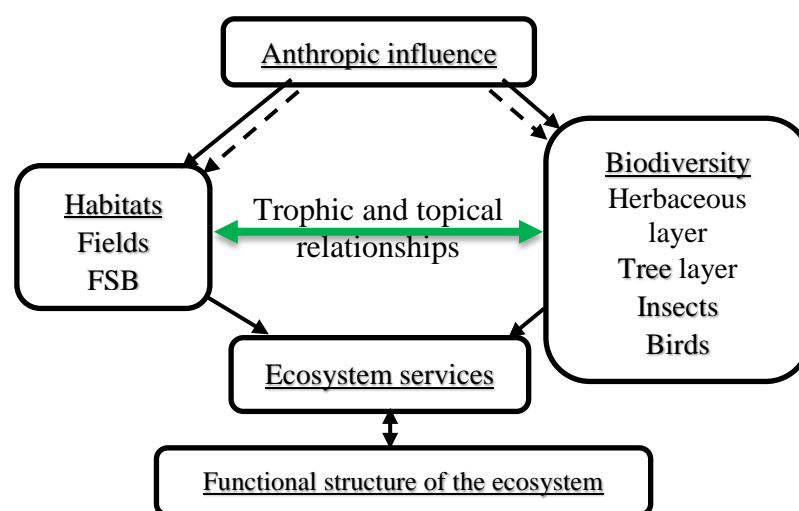 Anthropic influence
Habitats
Fields
FSB
Trophic and topical
relationships
Biodiversity
Herbaceous
layer
Tree layer
Insects
Birds
Ecosystem services
Functional structure of the ecosystem